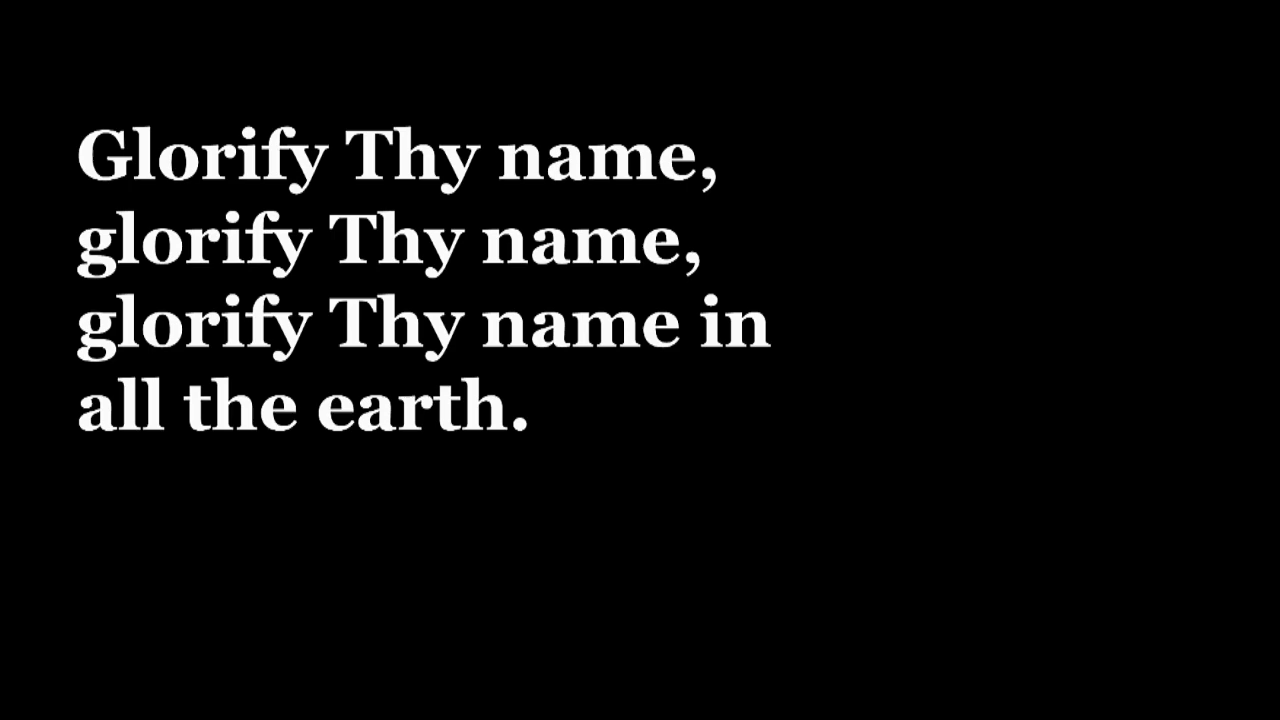 Glorify Thy name,
glorify Thy name,
glorify Thy name in
all the earth.